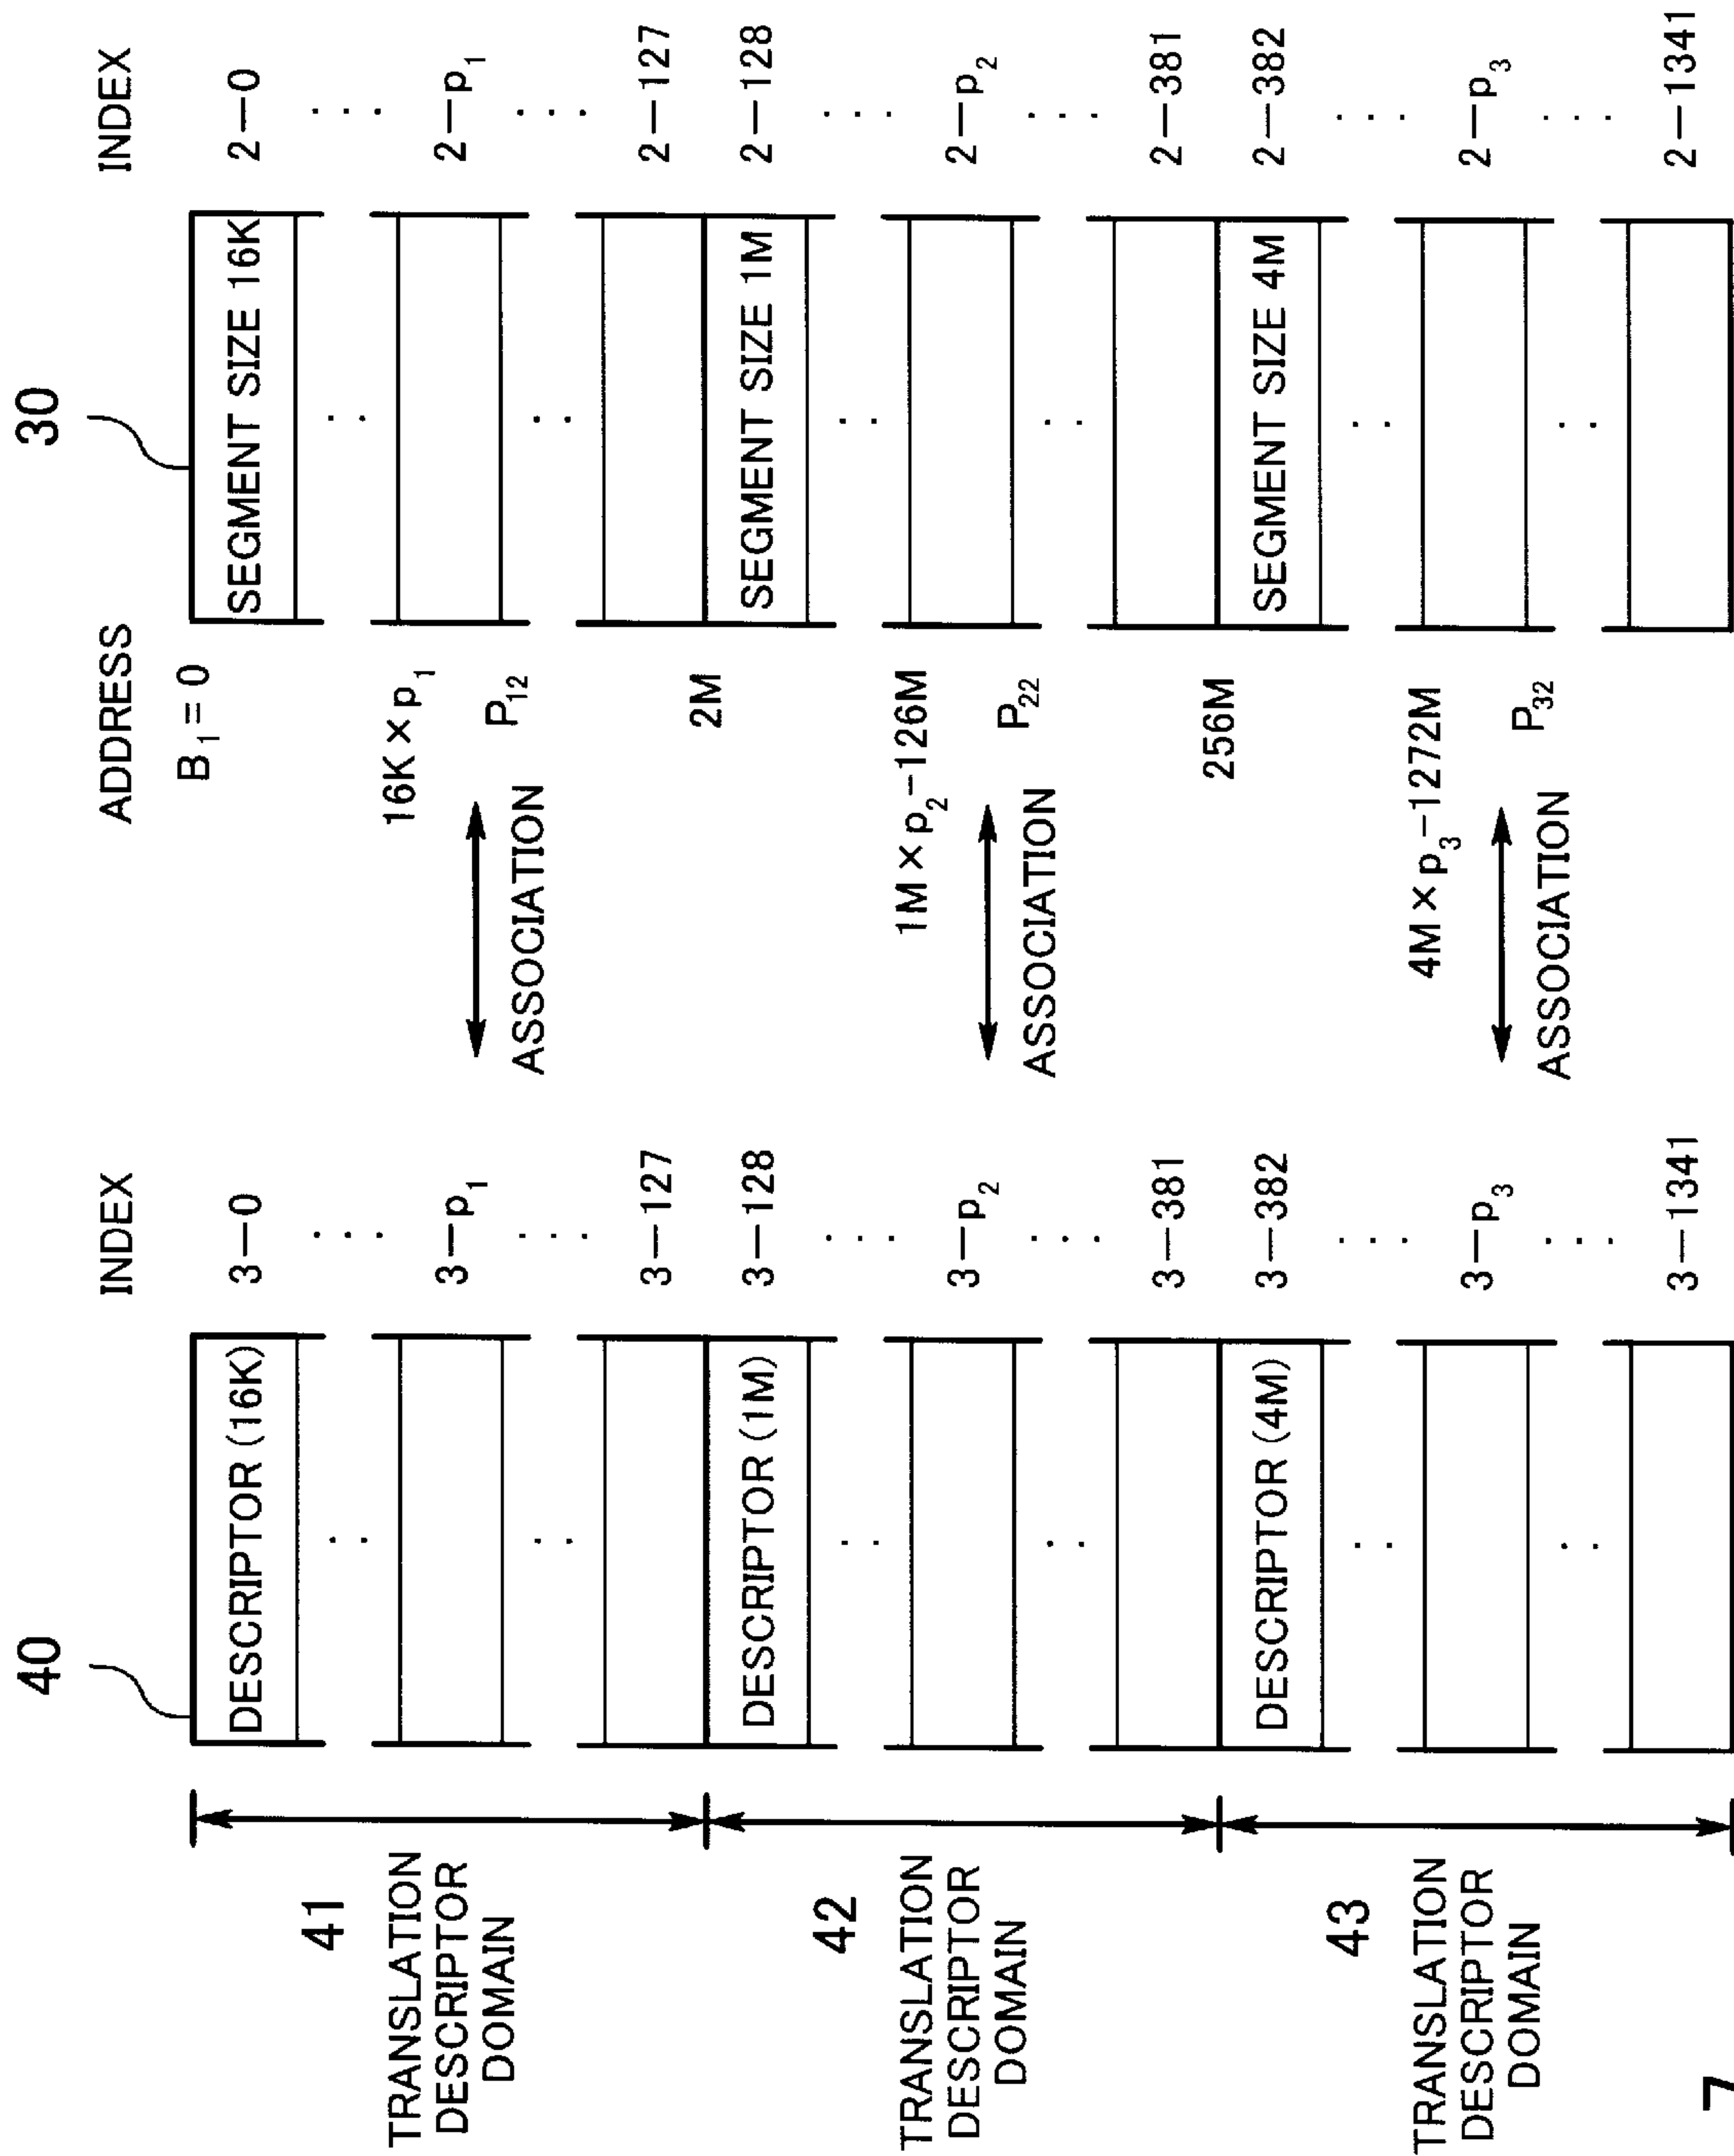 40
30
INDEX
ADDRESS
INDEX
41
TRANSLATION
DESCRIPTOR
DOMAIN
DESCRIPTOR (16K)
3—0
3—p₁
3—127
B₁ = 0
16K × p₁
ASSOCIATION
P₁₂
SEGMENT SIZE 16K
2—0
2—p₁
2—127
42
TRANSLATION
DESCRIPTOR
DOMAIN
DESCRIPTOR (1M)
3—128
3—p₂
3—381
2M
1M × p₂−126M
ASSOCIATION
P₂₂
SEGMENT SIZE 1M
2—128
2—p₂
2—381
43
TRANSLATION
DESCRIPTOR
DOMAIN
DESCRIPTOR (4M)
3—382
3—p₃
3—1341
256M
4M × p₃−1272M
ASSOCIATION
P₃₂
SEGMENT SIZE 4M
2—382
2—p₃
2—1341
7